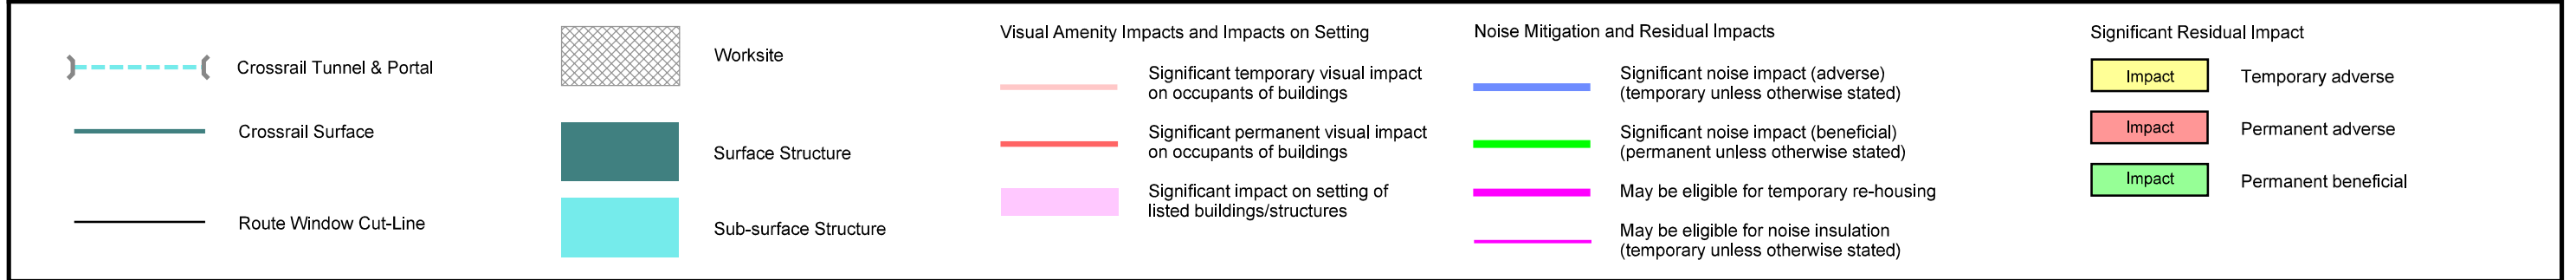 Crossrail Tunnel & Portal
Crossrail Surface
Route Window Cut-Line
Worksite
Surface Structure
Sub-surface Structure
Visual Amenity Impacts and Impacts on Setting
Significant temporary visual impact
on occupants of buildings
Significant permanent visual impact
on occupants of buildings
Significant impact on setting of
listed buildings/structures
Noise Mitigation and Residual Impacts
Significant noise impact (adverse)
(temporary unless otherwise stated)
Significant noise impact (beneficial)
(permanent unless otherwise stated)
May be eligible for temporary re-housing
May be eligible for noise insulation
(temporary unless otherwise stated)
Significant Residual Impact
Impact Temporary adverse
Impact Permanent adverse
Impact Permanent beneficial